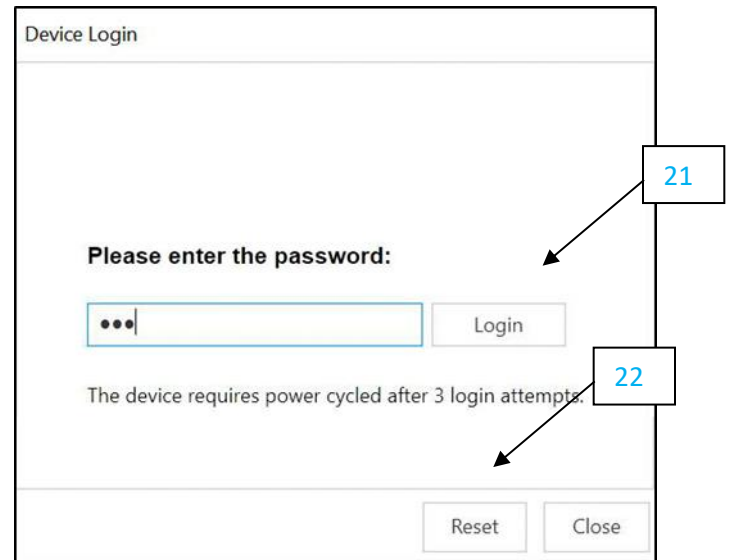 Device Login
21
Please enter the password:
Login
22
The device requires power cycled after 3 login attempts.
Reset Close